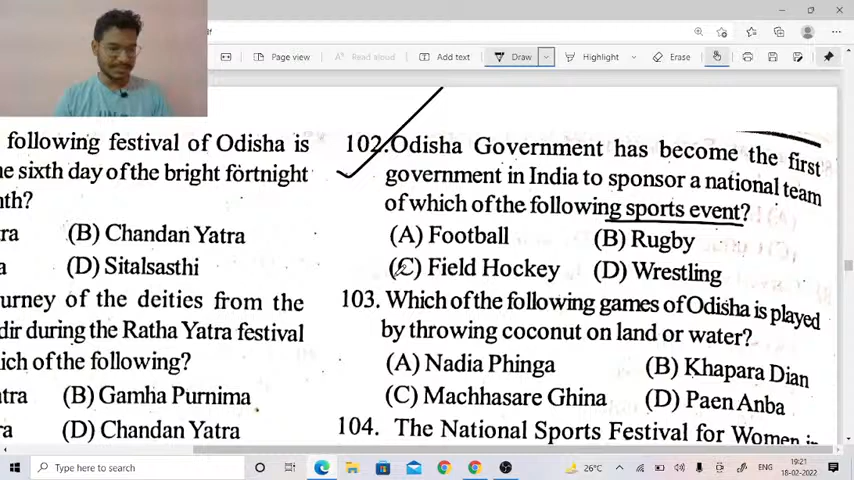 df
Page view
Read aloud
Add text
Draw
Highlight
Erase
following festival of Odisha is
ne sixth day of the bright fortnight
nth?
ra (B) Chandan Yatra
a (D) Sitalsasthi
urney of the deities from the
dir during the Ratha Yatra festival
ich of the following?
atra (B) Gamha Purnima
ra (D) Chandan Yatra
102. Odisha Government has become the first
government in India to sponsor a national team
of which of the following sports event?
(A) Football (B) Rugby
(C) Field Hockey (D) Wrestling
103. Which of the following games of Odisha is played
by throwing coconut on land or water?
(A) Nadia Phinga (B) Khapara Dian
(C) Machhasare Ghina (D) Paen Anba
104. The National Sports Festival for Women
Type here to search
26°C
ENG
19:21
18-02-2022